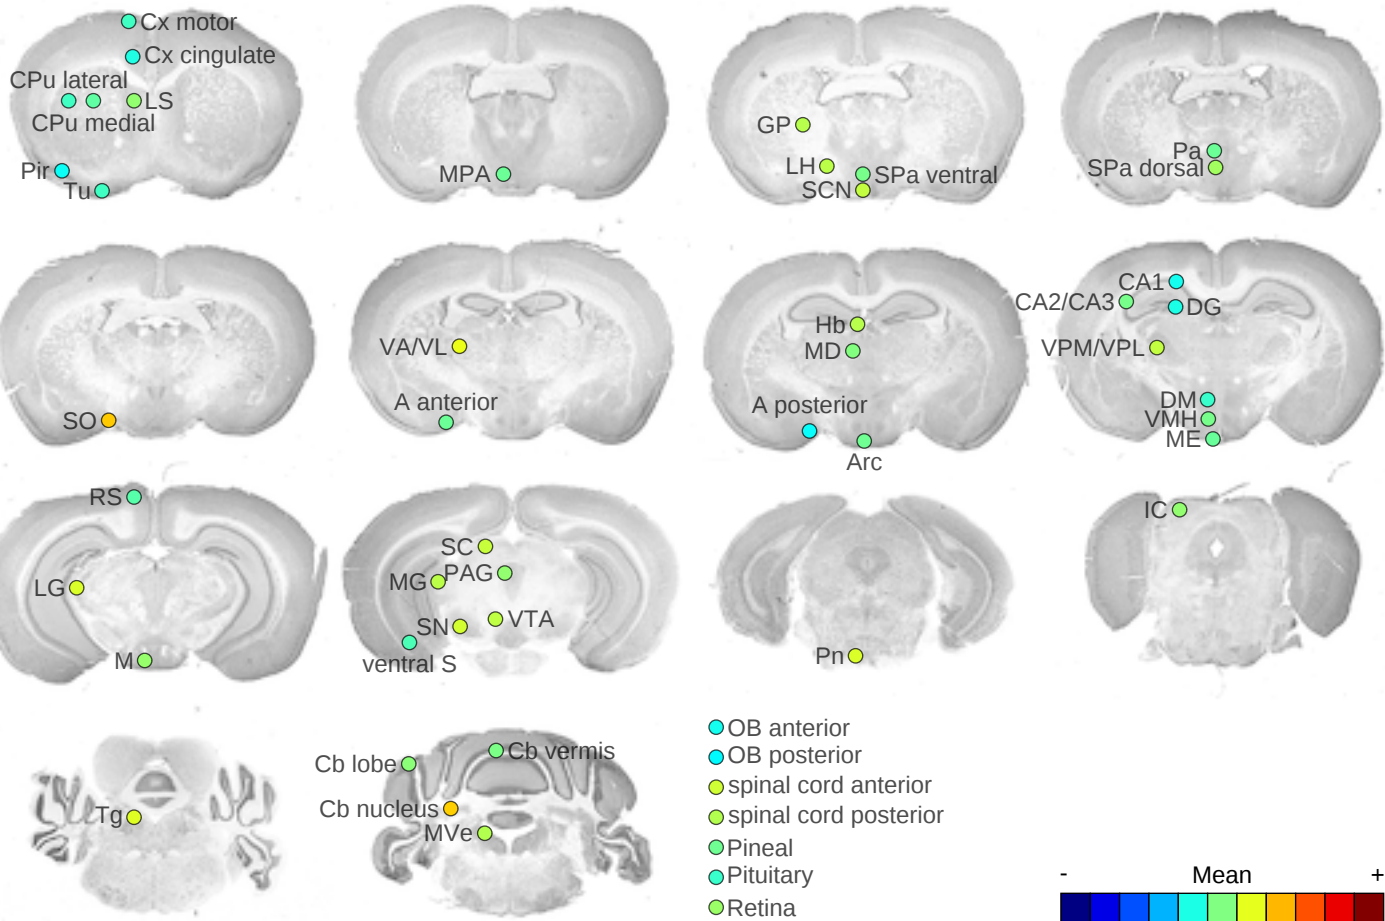 Cx motor
Cx cingulate
CPu lateral
LS
CPu medial
Pir
Tu
MPA
GP
LH
SPa ventral
SCN
Pa
SPa dorsal
SO
VA/VL
A anterior
Hb
MD
A posterior
Arc
CA1
CA2/CA3
DG
VPM/VPL
DM
VMH
ME
RS
LG
M
SC
PAG
MG
VTA
SN
ventral S
Pn
IC
Tg
Cb vermis
Cb lobe
Cb nucleus
MVe
OB anterior
OB posterior
spinal cord anterior
spinal cord posterior
Pineal
Pituitary
Retina
- Mean +